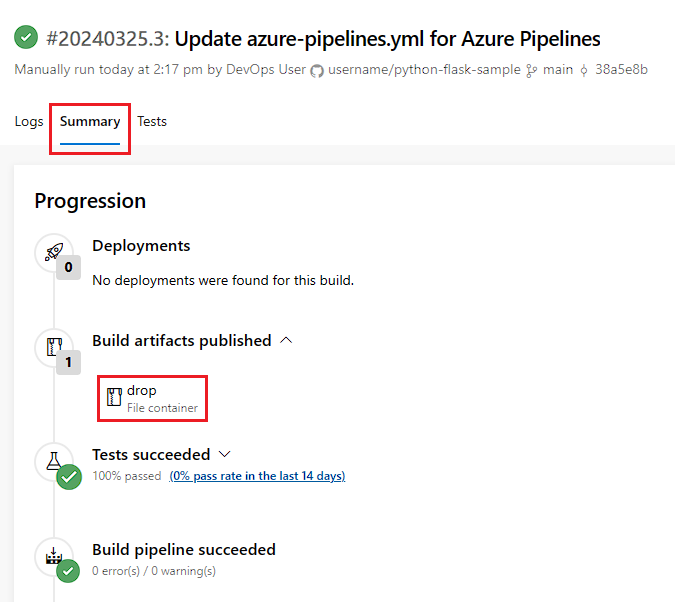 #20240325.3: Update azure-pipelines.yml for Azure Pipelines
Manually run today at 2:17 pm by DevOps User username/python-flask-sample main 38a5e8b
Logs Summary Tests
Progression
Deployments
0
No deployments were found for this build.
Build artifacts published
1
drop
File container
Tests succeeded
100% passed (0% pass rate in the last 14 days)
Build pipeline succeeded
0 error(s) / 0 warning(s)